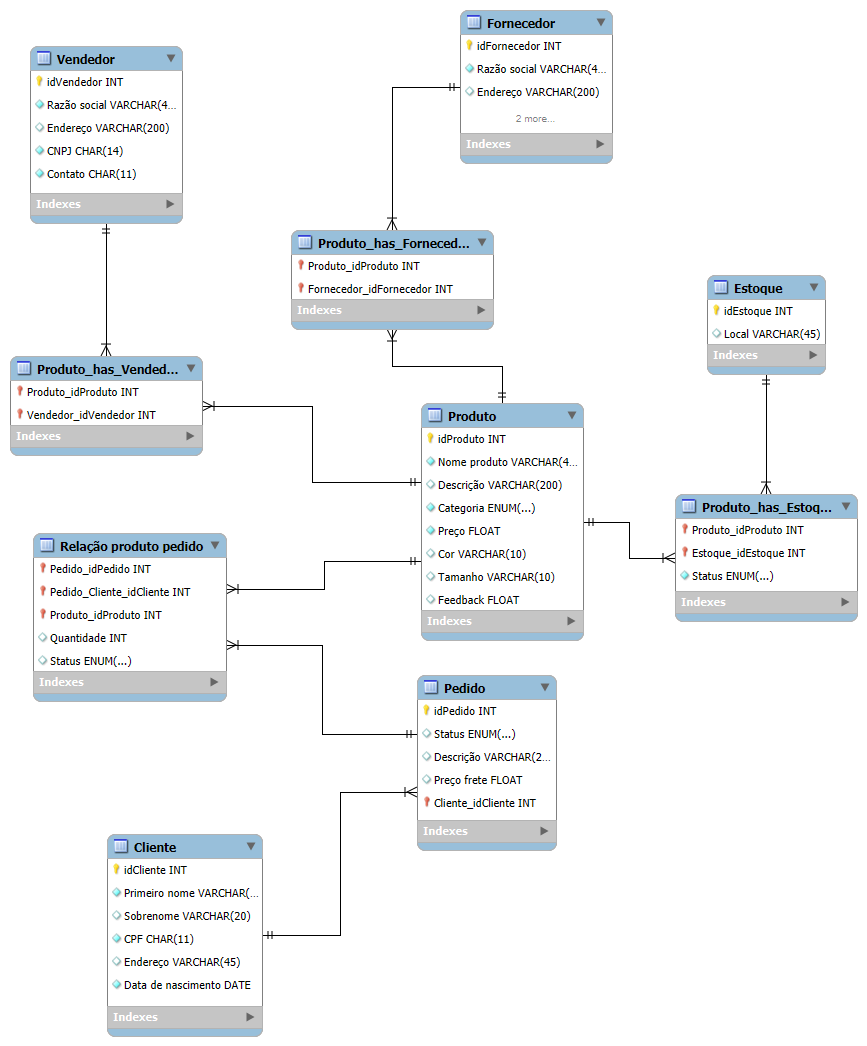 Fornecedor
idFornecedor INT
Razão social VARCHAR(4...
Endereço VARCHAR(200)
2 more...
Indexes
Vendedor
idVendedor INT
Razão social VARCHAR(4...
Endereço VARCHAR(200)
CNPJ CHAR(14)
Contato CHAR(11)
Indexes
Produto_has_Forneced...
Produto_idProduto INT
Fornecedor_idFornecedor INT
Indexes
Estoque
idEstoque INT
Local VARCHAR(45)
Indexes
Produto_has_Vended...
Produto_idProduto INT
Vendedor_idVendedor INT
Indexes
Produto
idProduto INT
Nome produto VARCHAR(4...
Descrição VARCHAR(200)
Categoria ENUM(...)
Preço FLOAT
Cor VARCHAR(10)
Tamanho VARCHAR(10)
Feedback FLOAT
Indexes
Produto_has_Estoq...
Produto_idProduto INT
Estoque_idEstoque INT
Status ENUM(...)
Indexes
Relação produto pedido
Pedido_idPedido INT
Pedido_Cliente_idCliente INT
Produto_idProduto INT
Quantidade INT
Status ENUM(...)
Indexes
Pedido
idPedido INT
Status ENUM(...)
Descrição VARCHAR(2...
Preço frete FLOAT
Cliente_idCliente INT
Indexes
Cliente
idCliente INT
Primeiro nome VARCHAR(...
Sobrenome VARCHAR(20)
CPF CHAR(11)
Endereço VARCHAR(45)
Data de nascimento DATE
Indexes